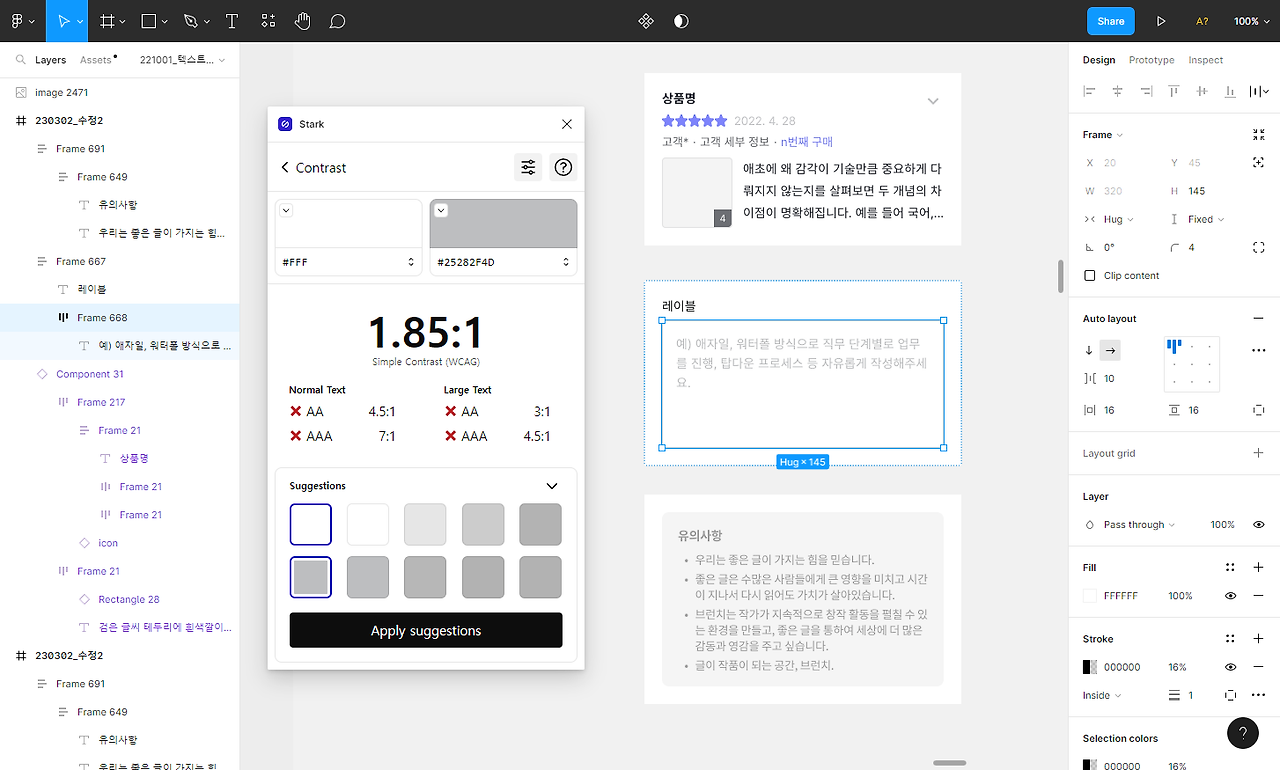 Share
A?
100%
Layers
Assets
221001_텍스트...
image 2471
230302_수정2
Frame 691
Frame 649
유의사항
우리는 좋은 글이 가지는 힘...
Frame 667
레이블
Frame 668
예) 애자일, 워터폴 방식으로 ...
Component 31
Frame 217
Frame 21
상품명
Frame 21
Frame 21
icon
Frame 21
Rectangle 28
검은 글씨 테두리에 흰색깔이...
230302_수정2
Frame 691
Frame 649
유의사항
우리는 좋은 글이 가지는 힘...
Stark
Contrast
#FFF
#25282F4D
1.85:1
Simple Contrast (WCAG)
Normal Text
Large Text
AA 4.5:1
AA 3:1
AAA 7:1
AAA 4.5:1
Suggestions
Apply suggestions
상품명
2022. 4. 28
고객* · 고객 세부 정보 · n번째 구매
애초에 왜 감각이 기술만큼 중요하게 다
뤄지지 않는지를 살펴보면 두 개념의 차
이점이 명확해집니다. 예를 들어 국어,...
4
레이블
예) 애자일, 워터폴 방식으로 직무 단계별로 업무
를 진행, 탑다운 프로세스 등 자유롭게 작성해주세
요.
Hug × 145
유의사항
• 우리는 좋은 글이 가지는 힘을 믿습니다.
• 좋은 글은 수많은 사람들에게 큰 영향을 미치고 시간
이 지나서 다시 읽어도 가치가 살아있습니다.
• 브런치는 작가가 지속적으로 창작 활동을 펼칠 수 있
는 환경을 만들고, 좋은 글을 통하여 세상에 더 많은
감동과 영감을 주고 싶습니다.
• 글이 작품이 되는 공간, 브런치.
Design
Prototype
Inspect
Frame
X 20
Y 45
W 320
H 145
Hug
Fixed
0°
4
Clip content
Auto layout
10
16
16
Layout grid
Layer
Pass through
100%
Fill
FFFFFF
100%
Stroke
000000
16%
Inside
1
Selection colors
?
000000
16%